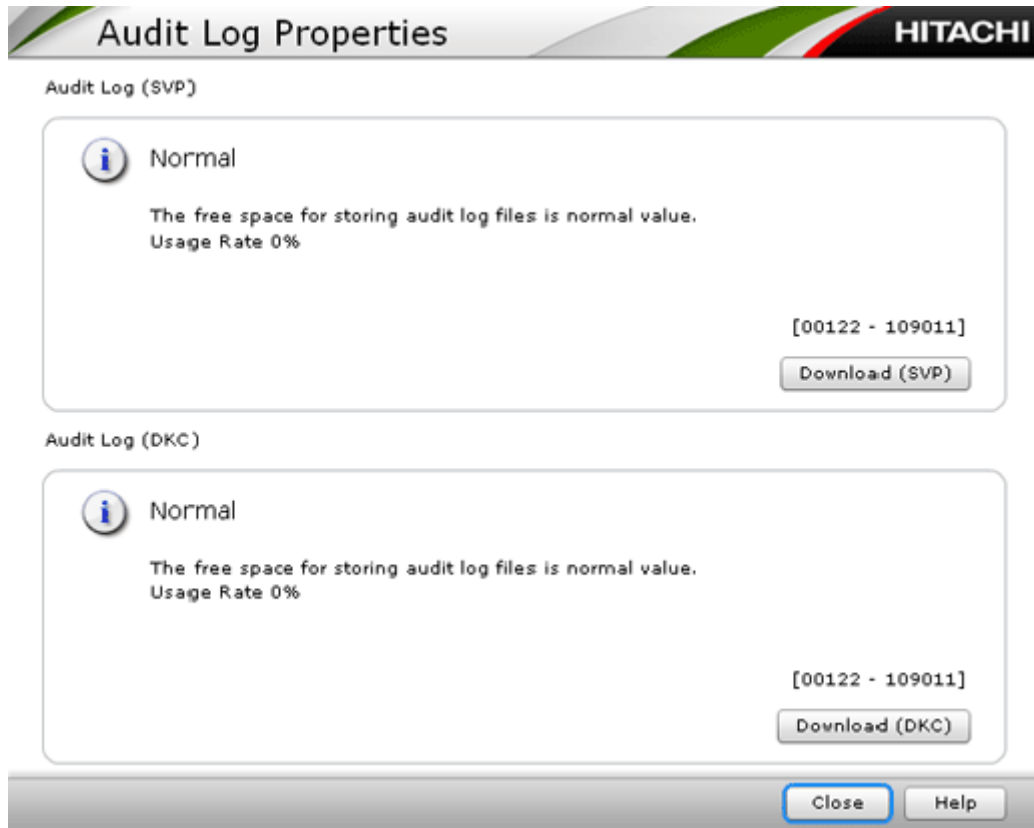 Audit Log Properties
HITACHI
Audit Log (SVP)
i
Normal
The free space for storing audit log files is normal value.
Usage Rate 0%
[00122 - 109011]
Download (SVP)
Audit Log (DKC)
i
Normal
The free space for storing audit log files is normal value.
Usage Rate 0%
[00122 - 109011]
Download (DKC)
Close
Help